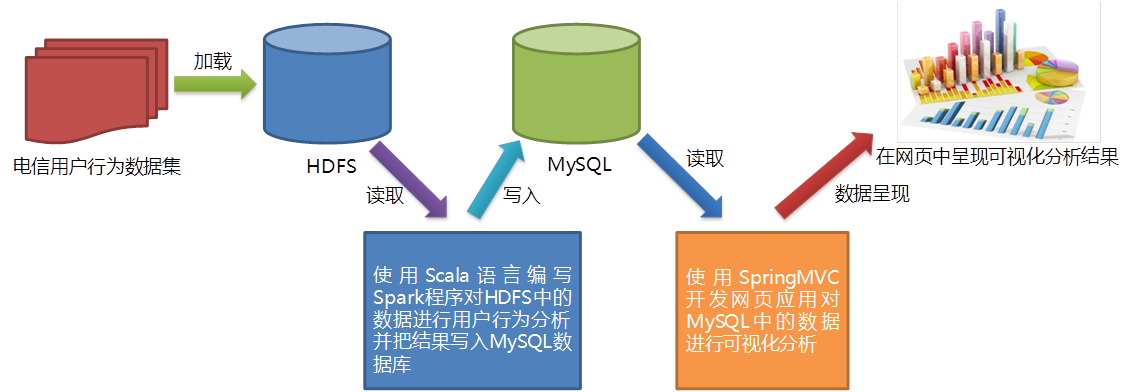 加载
电信用户行为数据集
HDFS
读取
写入
MySQL
读取
数据呈现
在网页中呈现可视化分析结果
使用Scala语言编写
Spark程序对HDFS中的
数据进行用户行为分析
并把结果写入MySQL数
据库
使用SpringMVC
开发网页应用对
MySQL中的数据
进行可视化分析